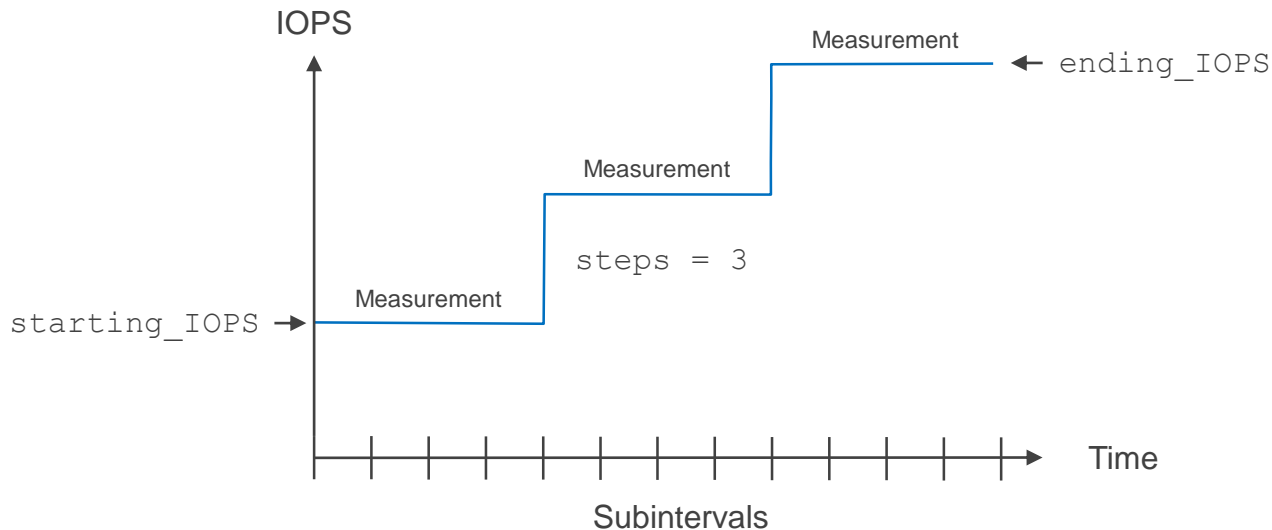 IOPS
Measurement
ending_IOPS
Measurement
steps = 3
Measurement
starting_IOPS
Time
Subintervals